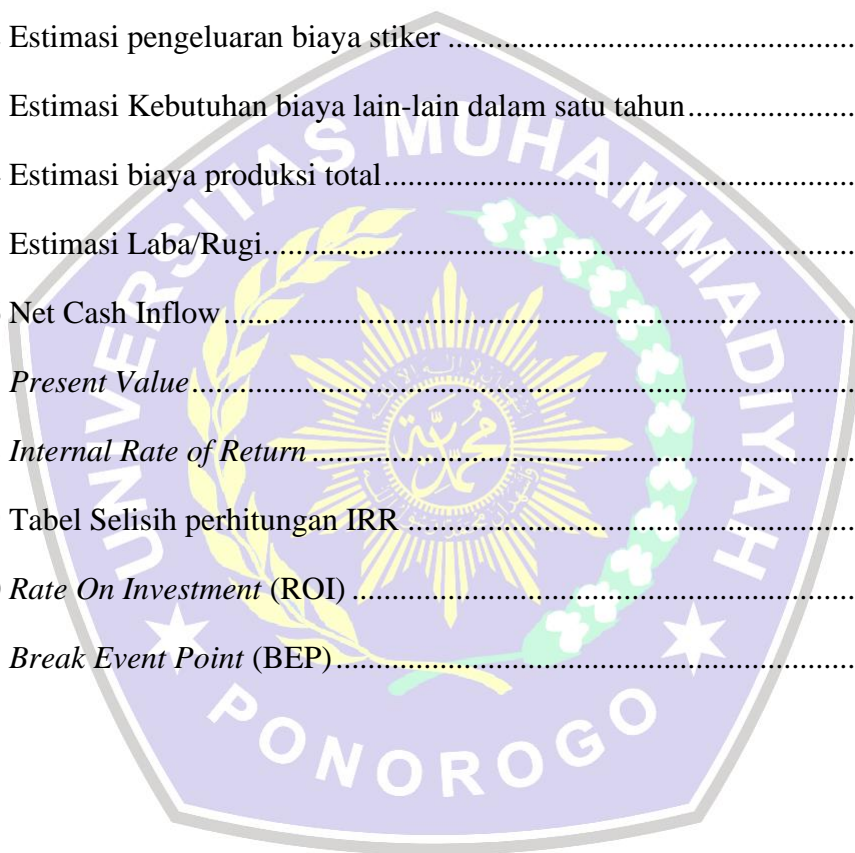 Estimasi pengeluaran biaya stiker ..........................................................
Estimasi Kebutuhan biaya lain-lain dalam satu tahun........................
Estimasi biaya produksi total...................................................................
Estimasi Laba/Rugi...................................................................................
Net Cash Inflow ........................................................................................
Present Value............................................................................................
Internal Rate of Return ............................................................................
Tabel Selisih perhitungan IRR ................................................................
Rate On Investment (ROI) .......................................................................
Break Event Point (BEP)..........................................................................
UNIVERSITAS MUHAMMADIYAH
PONOROGO
محمدية